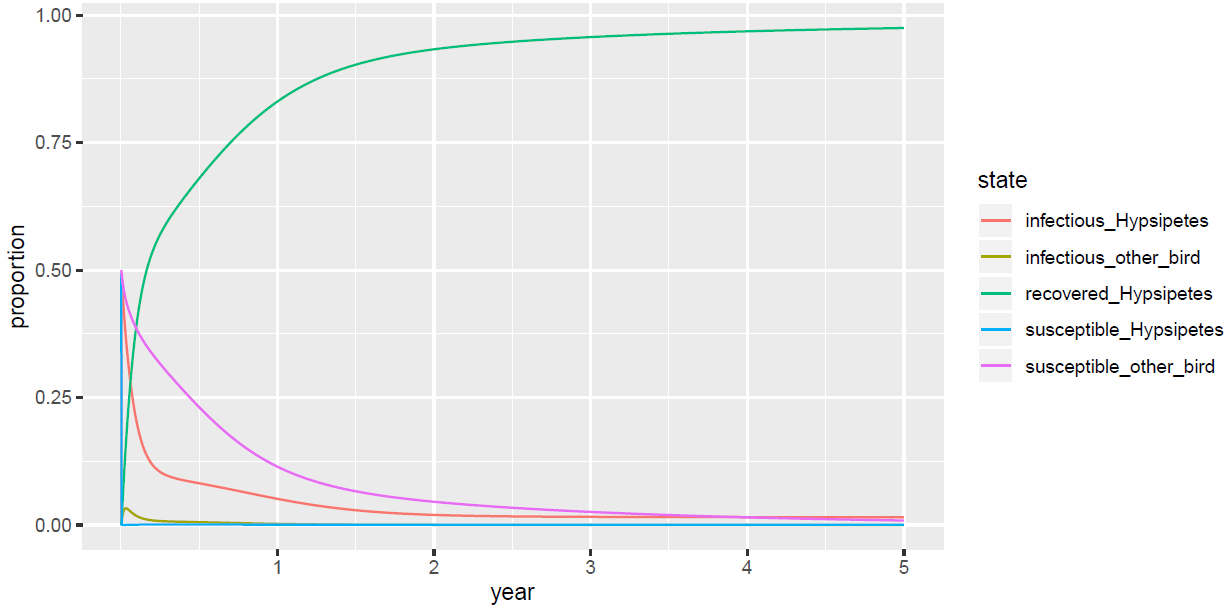 1.00
0.75
0.50
0.25
0.00
proportion
1 2 3 4 5
year
state
infectious_Hypsipetes
infectious_other_bird
recovered_Hypsipetes
susceptible_Hypsipetes
susceptible_other_bird